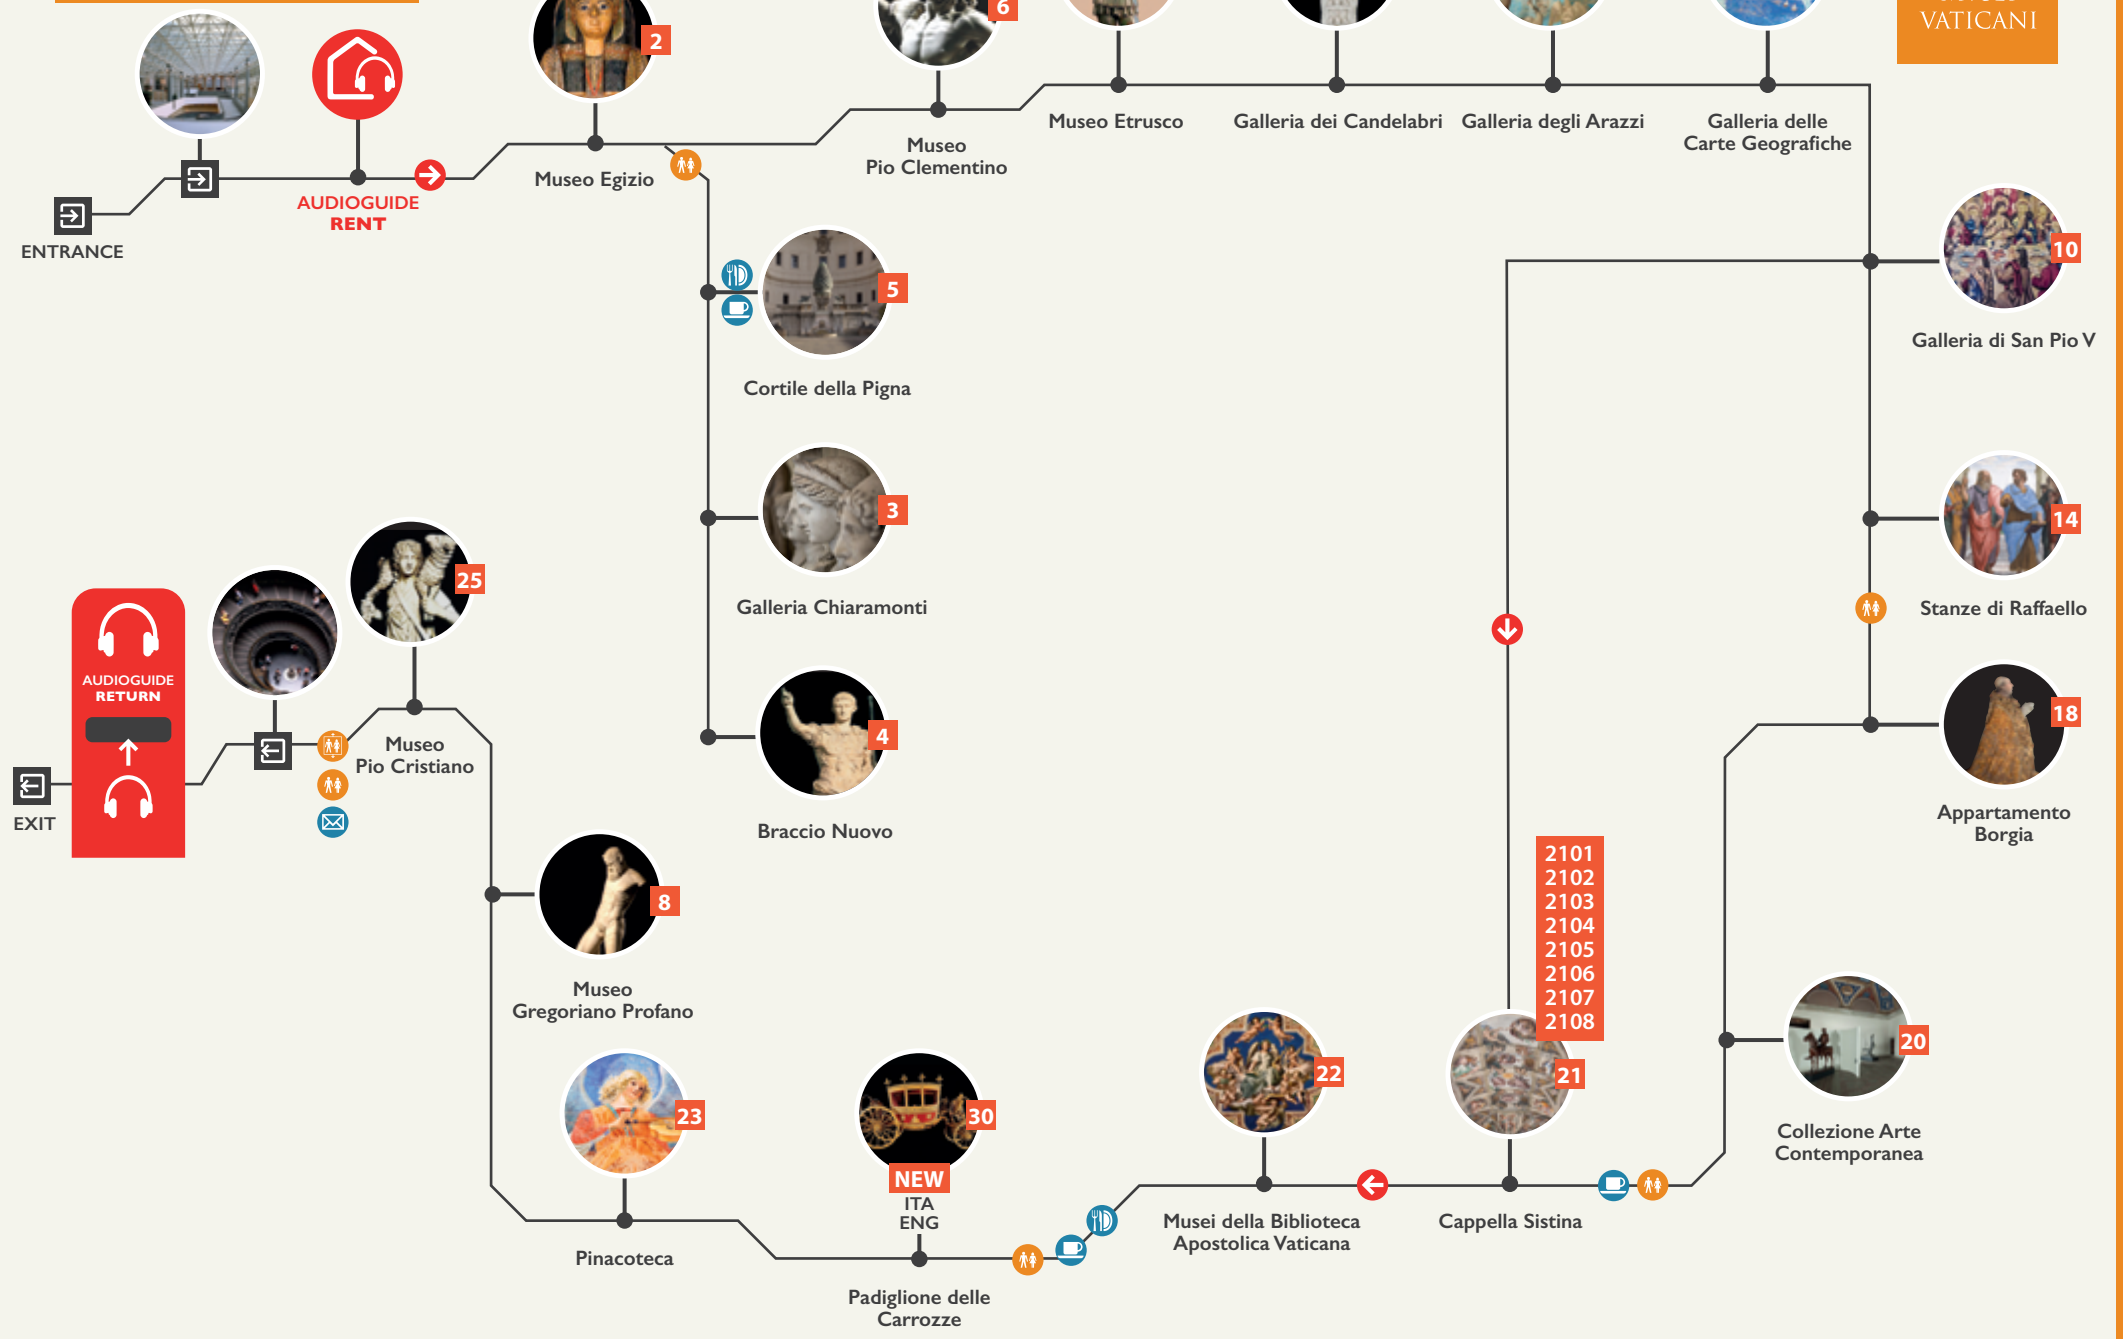 VATICANI
2
6
Museo Etrusco
Galleria dei Candelabri
Galleria degli Arazzi
Galleria delle
Carte Geografiche
Museo
Pio Clementino
Museo Egizio
AUDIOGUIDE
RENT
ENTRANCE
10
Galleria di San Pio V
5
Cortile della Pigna
3
Galleria Chiaramonti
14
Stanze di Raffaello
25
AUDIOGUIDE
RETURN
Museo
Pio Cristiano
EXIT
4
Braccio Nuovo
18
Appartamento
Borgia
8
Museo
Gregoriano Profano
2101
2102
2103
2104
2105
2106
2107
2108
20
Collezione Arte
Contemporanea
23
Pinacoteca
30
NEW
ITA
ENG
Padiglione delle
Carrozze
22
Musei della Biblioteca
Apostolica Vaticana
21
Cappella Sistina